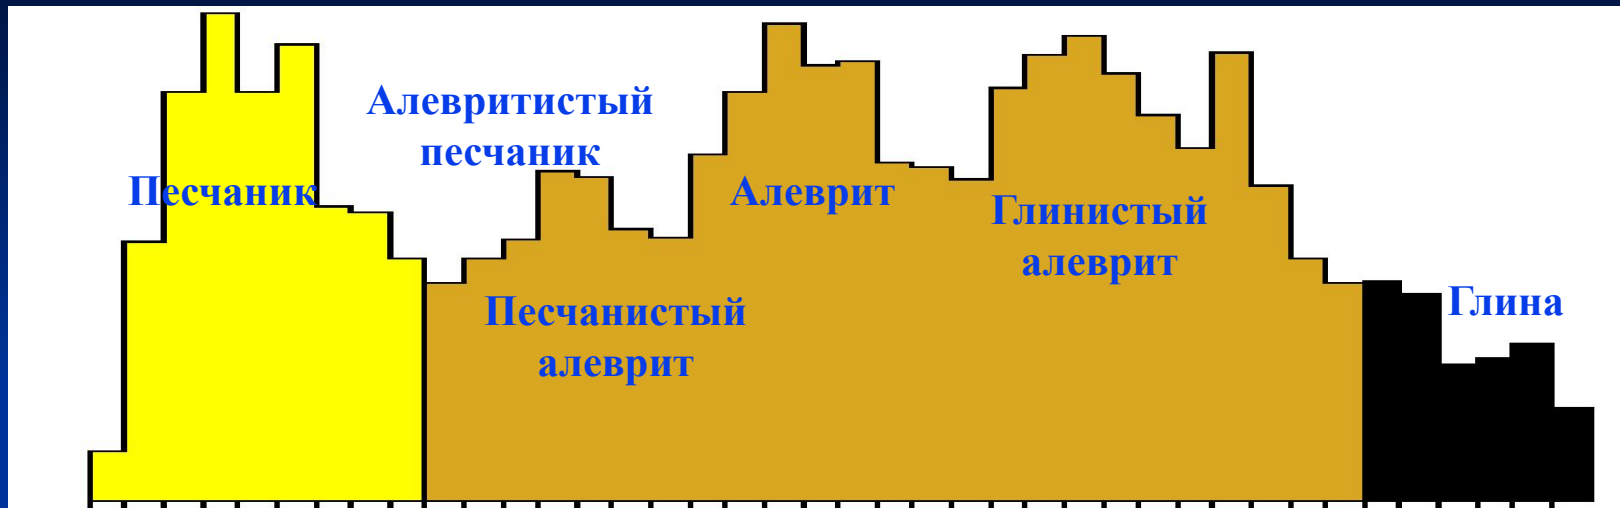 Алевритистый
песчаник
Песчаник
Алеврит
Глинистый
алеврит
Песчанистый
алеврит
Глина